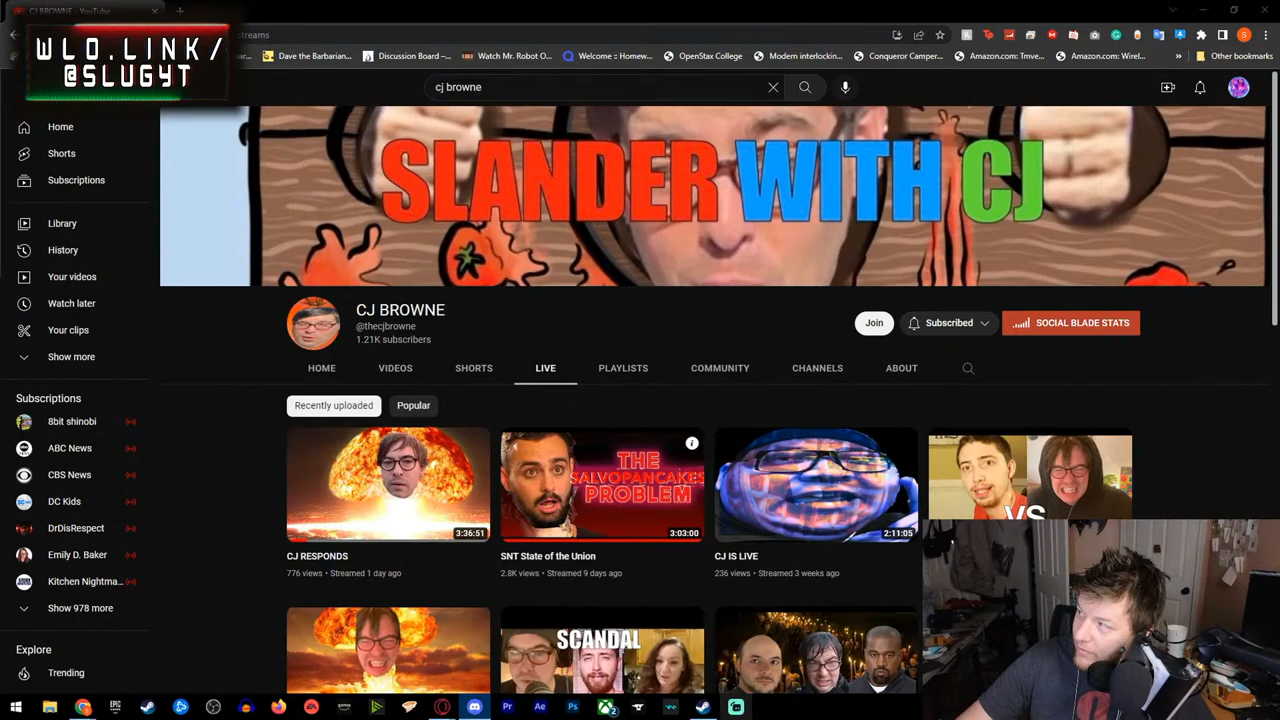 CJ BROWNE - YouTube
WLO.LINK/
@SLUGYT
streams
Dave the Barbarian...
Discussion Board -...
Watch Mr. Robot O...
Welcome :: Homew...
OpenStax College
Modern interlockin...
Conqueror Camper...
Amazon.com: Tmve...
Amazon.com: Wirel...
Other bookmarks
cj browne
Home
Shorts
Subscriptions
Library
History
Your videos
Watch later
Your clips
Show more
Subscriptions
8bit shinobi
ABC News
CBS News
DC Kids
DrDisRespect
Emily D. Baker
Kitchen Nightma...
Show 978 more
Explore
Trending
SLANDER WITH CJ
CJ BROWNE
@thecjbrowne
1.21K subscribers
Join
Subscribed
SOCIAL BLADE STATS
HOME
VIDEOS
SHORTS
LIVE
PLAYLISTS
COMMUNITY
CHANNELS
ABOUT
Recently uploaded
Popular
3:36:51
CJ RESPONDS
776 views • Streamed 1 day ago
THE
SALVOPANCAKES
PROBLEM
3:03:00
SNT State of the Union
2.8K views • Streamed 9 days ago
2:11:05
CJ IS LIVE
236 views • Streamed 3 weeks ago
VS
SCANDAL